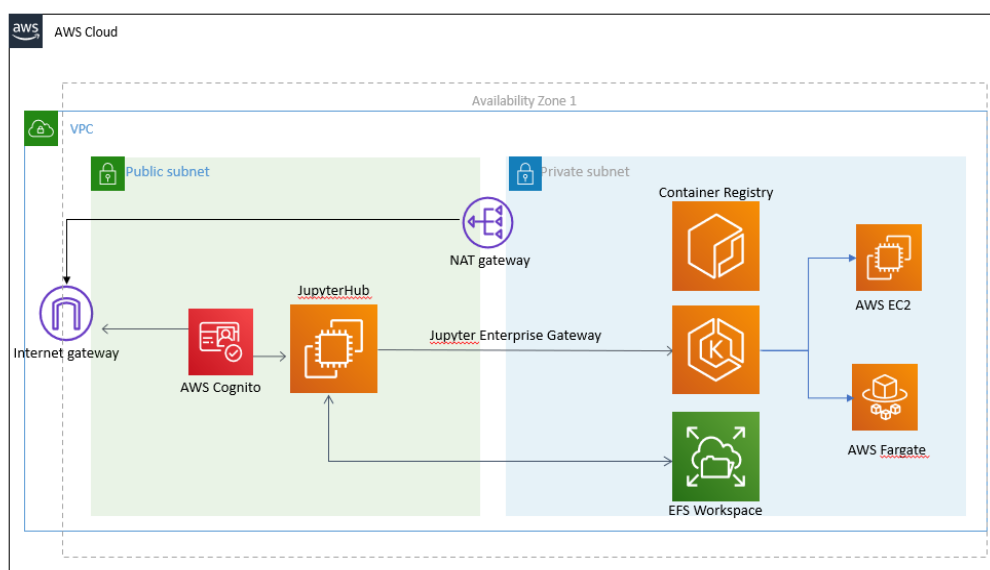 aws
AWS Cloud
Availability Zone 1
VPC
Public subnet
Private subnet
Container Registry
NAT gateway
JupyterHub
AWS EC2
Jupyter Enterprise Gateway
Internet gateway
AWS Cognito
K
AWS Fargate
EFS Workspace